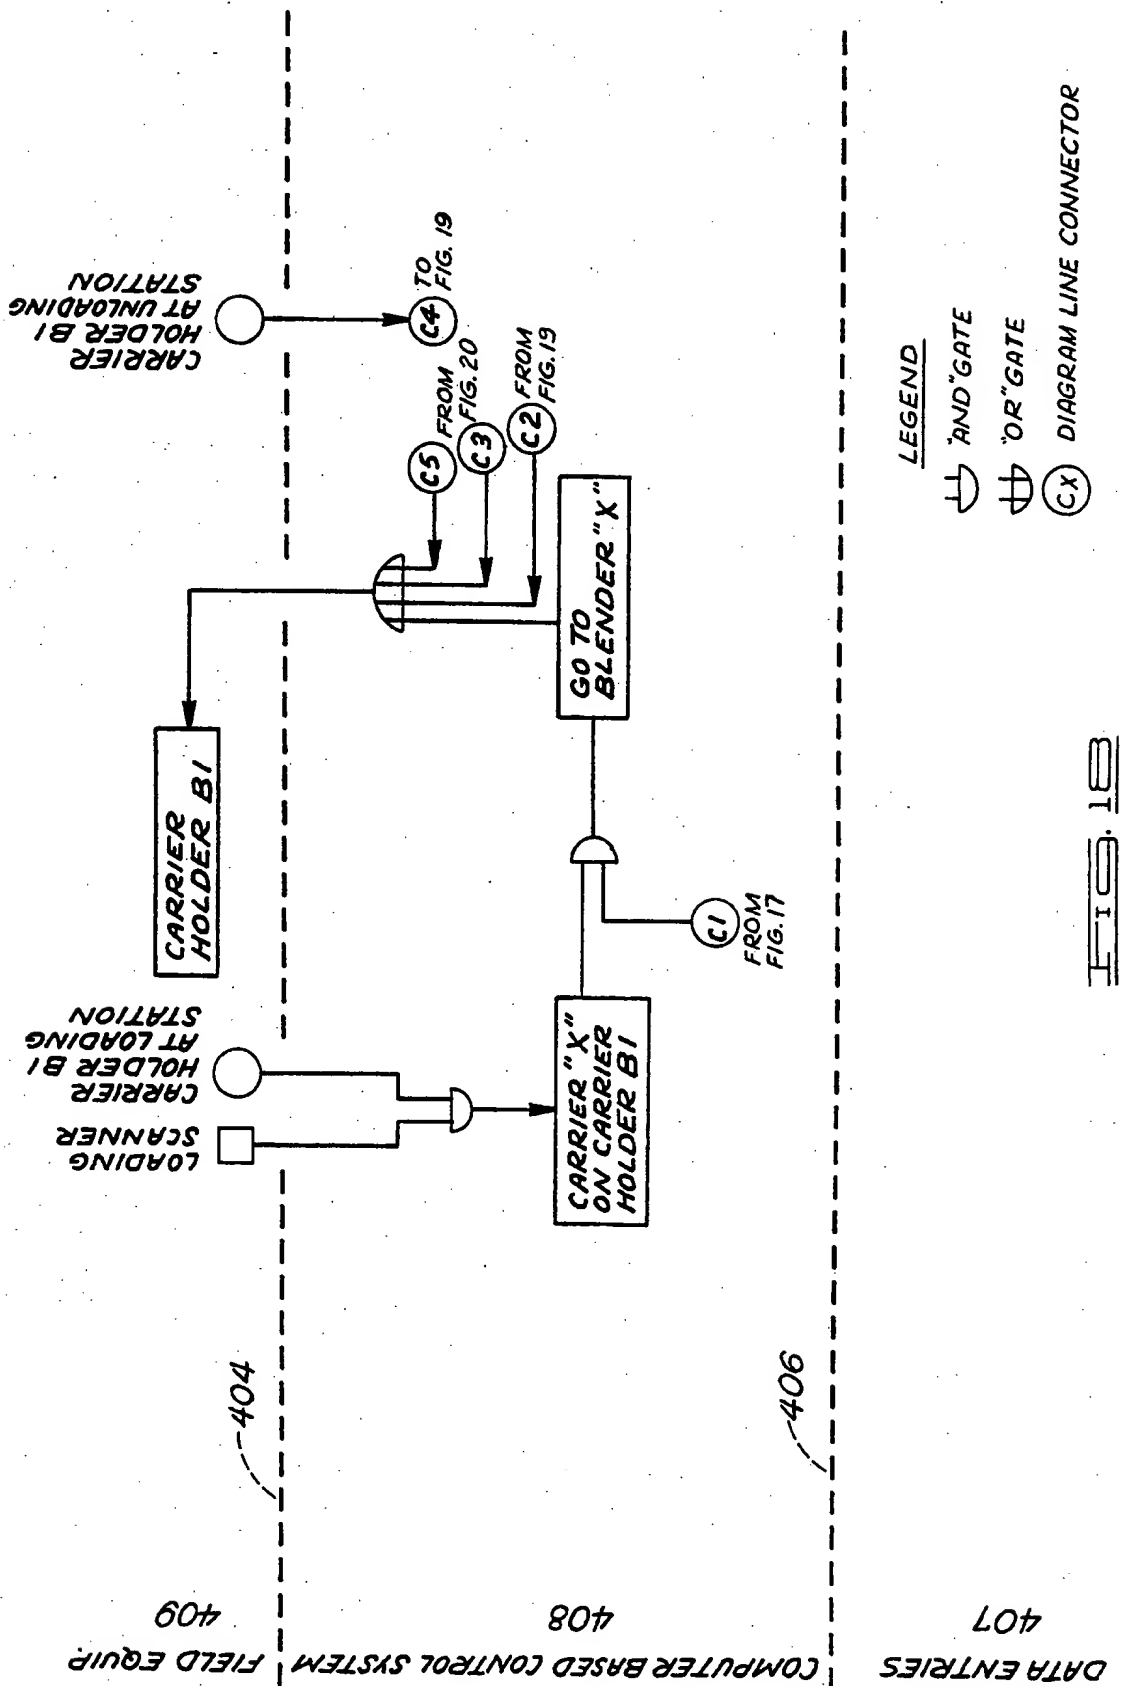 FIELD EQUIP
409
COMPUTER BASED CONTROL SYSTEM
408
DATA ENTRIES
407
404
406
LOADING
SCANNER
CARRIER
HOLDER B1
AT LOADING
STATION
CARRIER
HOLDER B1
CARRIER
HOLDER B1
AT UNLOADING
STATION
CARRIER "X"
ON CARRIER
HOLDER B1
C1
FROM
FIG. 17
GO TO
BLENDER "X"
C5
C3
FROM
FIG. 20
C2
FROM
FIG. 19
C4
TO
FIG. 19
LEGEND
"AND" GATE
"OR" GATE
CX DIAGRAM LINE CONNECTOR
FIG. 18